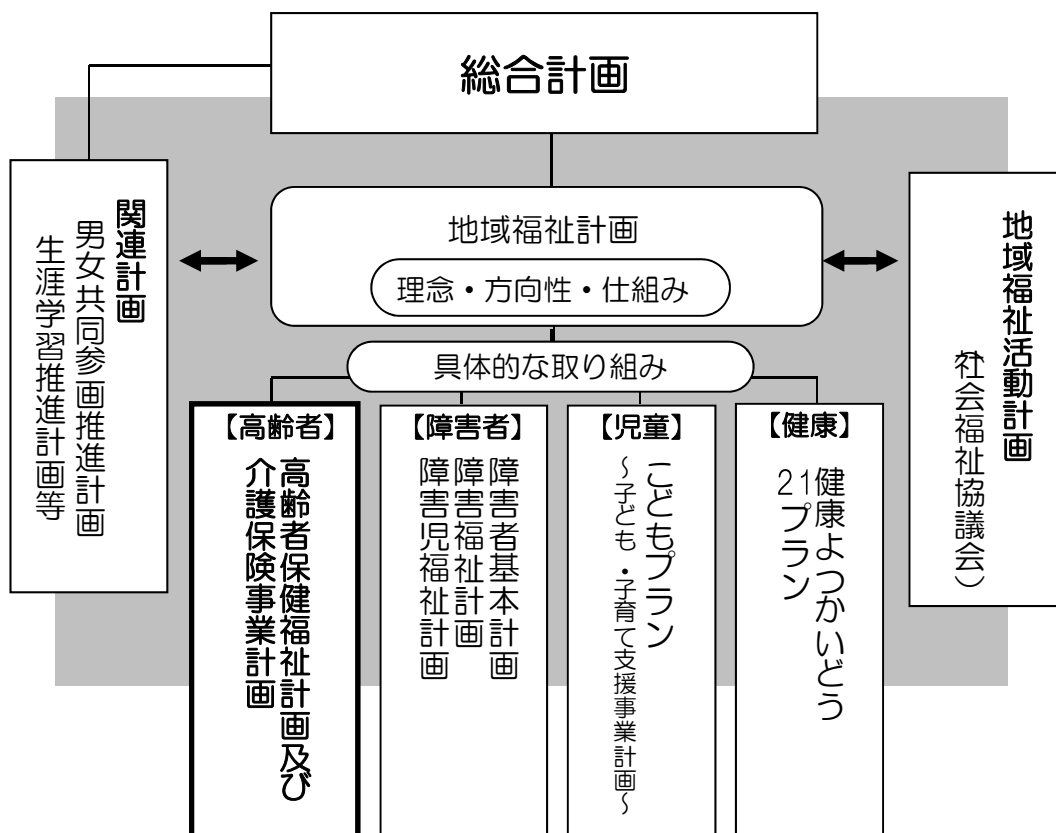 総合計画
関連計画
男女共同参画推進計画
生涯学習推進計画等
地域福祉計画
理念・方向性・仕組み
地域福祉活動計画
（社会福祉協議会）
具体的な取り組み
【高齢者】
高齢者保健福祉計画及び
介護保険事業計画
【障害者】
障害者基本計画
障害福祉計画
障害児福祉計画
【児童】
こどもプラン
～子ども・子育て支援事業計画～
【健康】
健康よつかいどう
21プラン